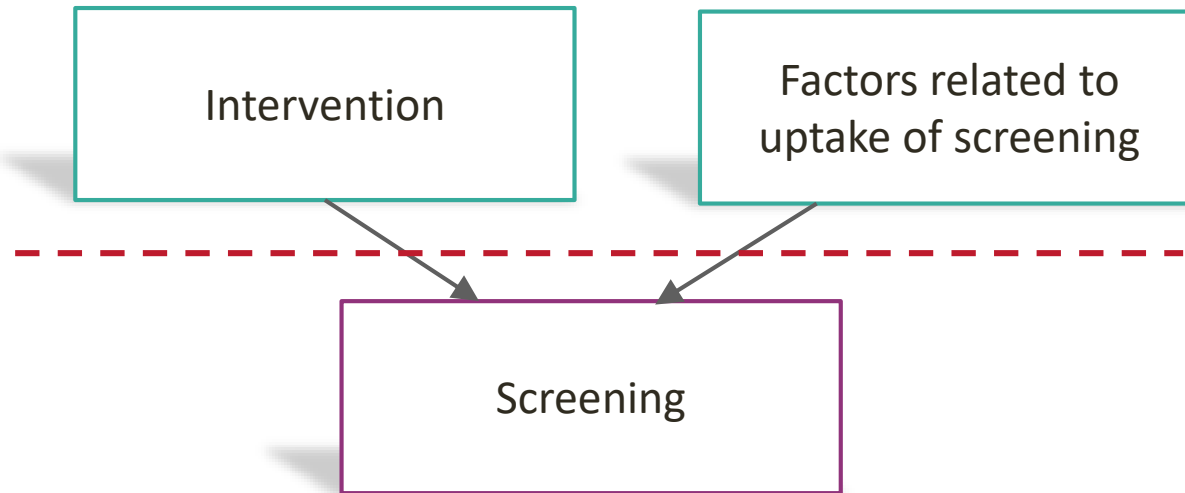 Intervention
Factors related to
uptake of screening
Screening